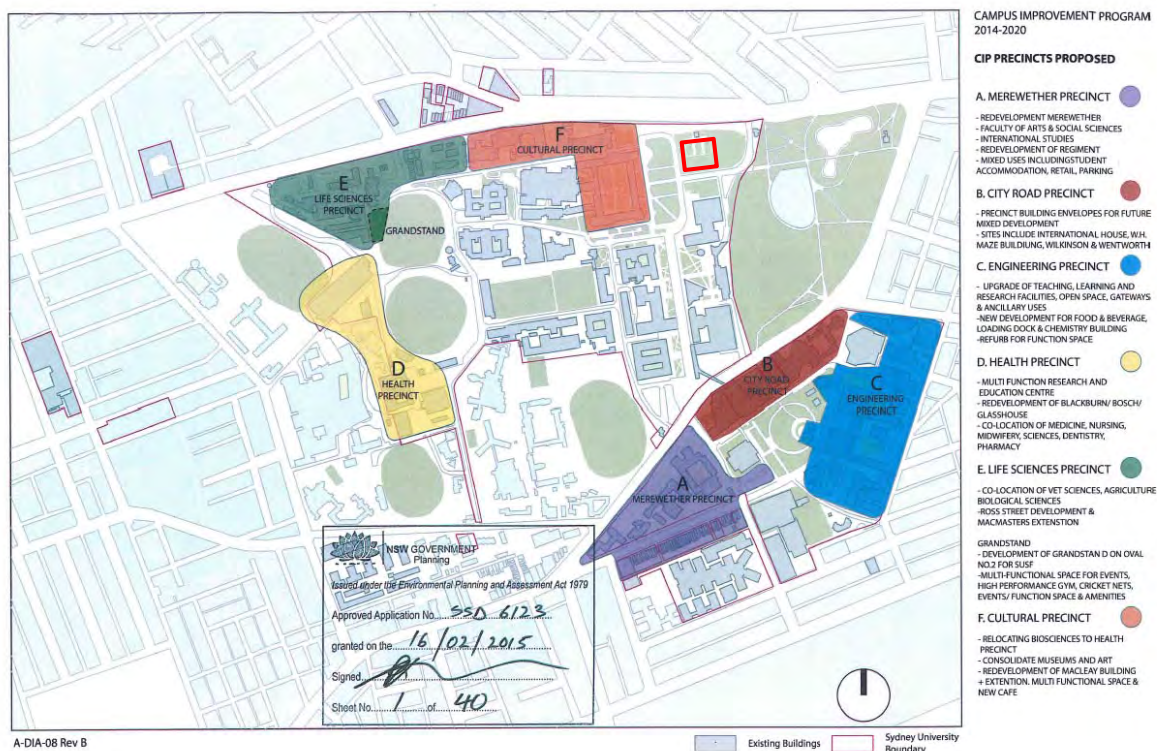 CAMPUS IMPROVEMENT PROGRAM
2014-2020
CIP PRECINCTS PROPOSED
A. MEREWETHER PRECINCT
- REDEVELOPMENT MEREWETHER
- FACULTY OF ARTS & SOCIAL SCIENCES
- INTERNATIONAL STUDIES
- REDEVELOPMENT OF REGIMENT
- MIXED USES INCLUDINGSTUDENT
ACCOMMODATION, RETAIL, PARKING
B. CITY ROAD PRECINCT
- PRECINCT BUILDING ENVELOPES FOR FUTURE
MIXED DEVELOPMENT
- SITES INCLUDE INTERNATIONAL HOUSE, W.H.
MAZE BUILDIUNG, WILKINSON & WENTWORTH
C. ENGINEERING PRECINCT
- UPGRADE OF TEACHING, LEARNING AND
RESEARCH FACILITIES, OPEN SPACE, GATEWAYS
& ANCILLARY USES
-NEW DEVELOPMENT FOR FOOD & BEVERAGE,
LOADING DOCK & CHEMISTRY BUILDING
-REFURB FOR FUNCTION SPACE
D. HEALTH PRECINCT
- MULTI FUNCTION RESEARCH AND
EDUCATION CENTRE
- REDEVELOPMENT OF BLACKBURN/ BOSCH/
GLASSHOUSE
- CO-LOCATION OF MEDICINE, NURSING,
MIDWIFERY, SCIENCES, DENTISTRY,
PHARMACY
E. LIFE SCIENCES PRECINCT
- CO-LOCATION OF VET SCIENCES, AGRICULTURE
BIOLOGICAL SCIENCES
-ROSS STREET DEVELOPMENT &
MACMASTERS EXTENSTION
GRANDSTAND
- DEVELOPMENT OF GRANDSTAN D ON OVAL
NO.2 FOR SUSF
-MULTI-FUNCTIONAL SPACE FOR EVENTS,
HIGH PERFORMANCE GYM, CRICKET NETS,
EVENTS/ FUNCTION SPACE & AMENITIES
F. CULTURAL PRECINCT
- RELOCATING BIOSCIENCES TO HEALTH
PRECINCT
- CONSOLIDATE MUSEUMS AND ART
- REDEVELOPMENT OF MACLEAY BUILDING
+ EXTENTION. MULTI FUNCTIONAL SPACE &
NEW CAFE
F
CULTURAL PRECINCT
E
LIFE SCIENCES
PRECINCT
GRANDSTAND
D
HEALTH
PRECINCT
B
CITY ROAD
PRECINCT
C
ENGINEERING
PRECINCT
A
MEREWETHER PRECINCT
NSW GOVERNMENT
Planning
Issued under the Environmental Planning and Assessment Act 1979
Approved Application No. SSD 6123
granted on the 16/02/2015
Signed
Sheet No. 1 of 40
A-DIA-08 Rev B
Existing Buildings
Sydney University
Boundary